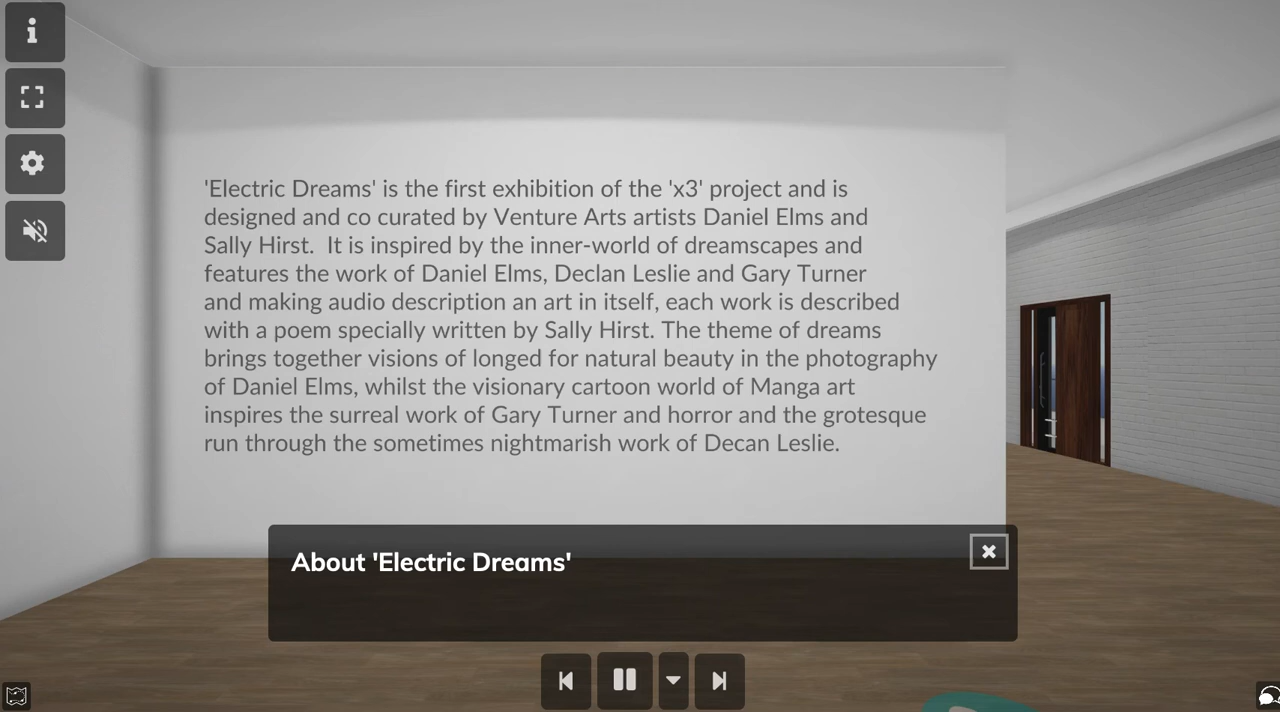 'Electric Dreams' is the first exhibition of the 'x3' project and is
designed and co curated by Venture Arts artists Daniel Elms and
Sally Hirst.  It is inspired by the inner-world of dreamscapes and
features the work of Daniel Elms, Declan Leslie and Gary Turner
and making audio description an art in itself, each work is described
with a poem specially written by Sally Hirst. The theme of dreams
brings together visions of longed for natural beauty in the photography
of Daniel Elms, whilst the visionary cartoon world of Manga art
inspires the surreal work of Gary Turner and horror and the grotesque
run through the sometimes nightmarish work of Decan Leslie.
About 'Electric Dreams'